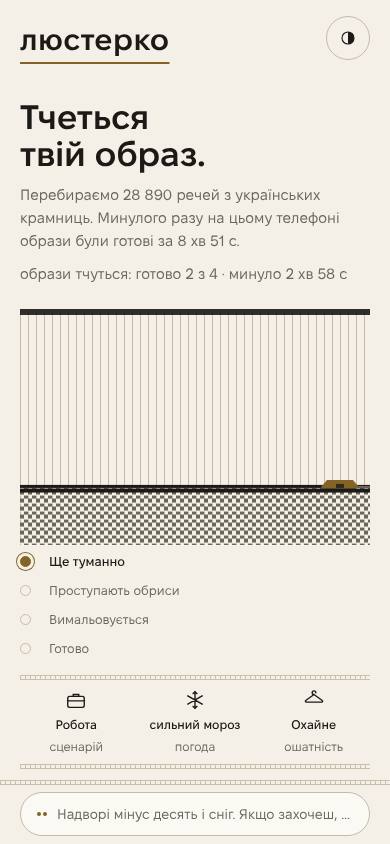 люстерко
Тчеться
твій образ.
Перебираємо 28 890 речей з українських
крамниць. Минулого разу на цьому телефоні
образи були готові за 8 хв 51 с.
образи тчуться: готово 2 з 4 · минуло 2 хв 58 с
Ще туманно
Проступають обриси
Вимальовується
Готово
Робота
сценарій
сильний мороз
погода
Охайне
ошатність
Надворі мінус десять і сніг. Якщо захочеш, ...